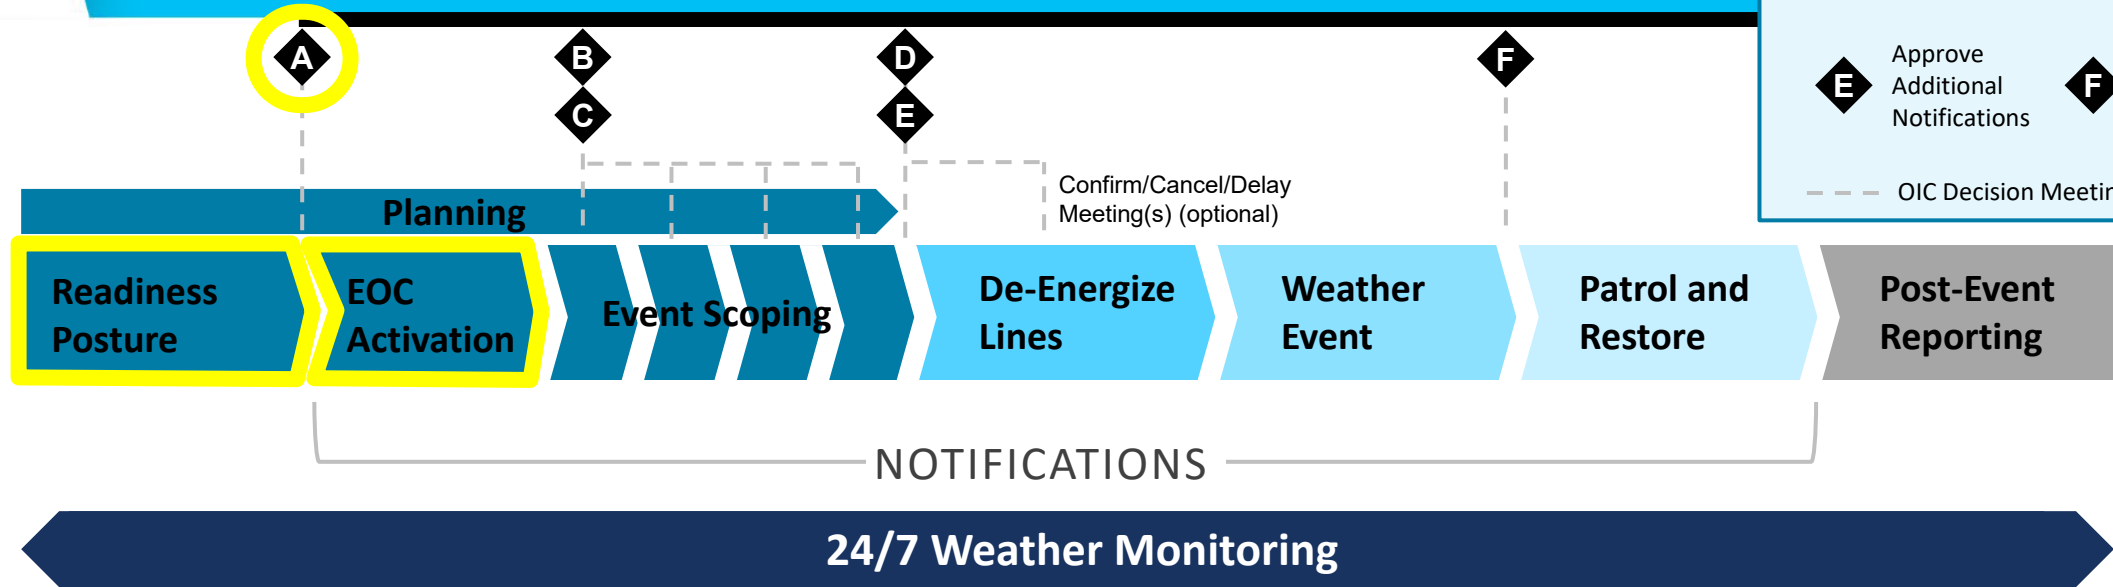 A
B
C
D
E
F
E
Approve
Additional
Notifications
F
OIC Decision
Confirm/Cancel/Delay
Meeting(s) (optional)
Planning
Readiness
Posture
EOC
Activation
Event Scoping
De-Energize
Lines
Weather
Event
Patrol and
Restore
Post-Event
Reporting
NOTIFICATIONS
24/7 Weather Monitoring